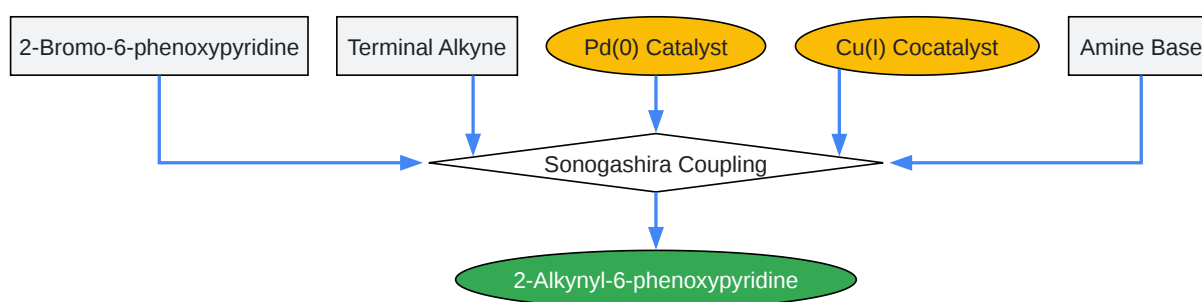 2-Bromo-6-phenoxypyridine
Terminal Alkyne
Pd(0) Catalyst
Cu(I) Cocatalyst
Amine Base
Sonogashira Coupling
2-Alkynyl-6-phenoxypyridine